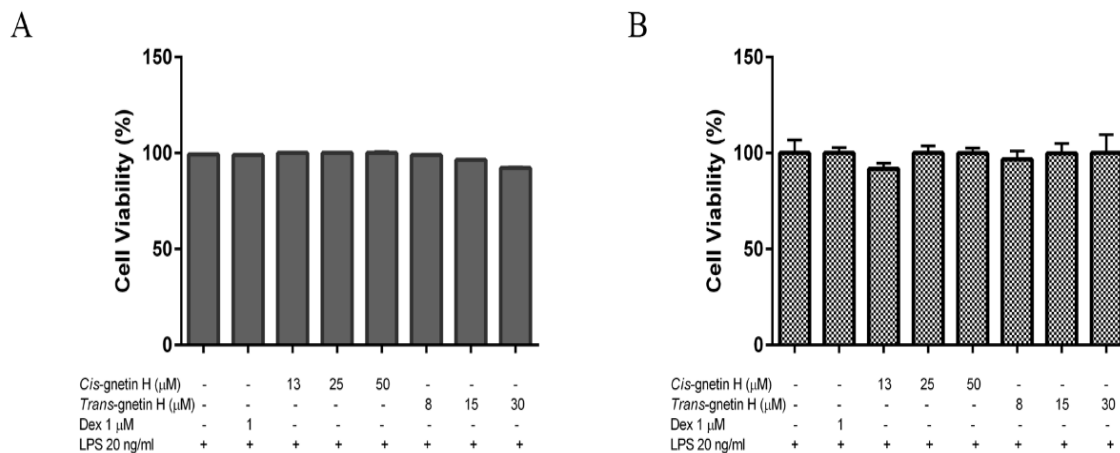 A
Cell Viability (%)
150
100
50
0
Cis-gnetin H (μM) - - 13 25 50 - - -
Trans-gnetin H (μM) - - - - - 8 15 30
Dex 1 μM - 1 - - - - - -
LPS 20 ng/ml + + + + + + + +
B
Cell Viability (%)
150
100
50
0
Cis-gnetin H (μM) - - 13 25 50 - - -
Trans-gnetin H (μM) - - - - - 8 15 30
Dex 1 μM - 1 - - - - - -
LPS 20 ng/ml + + + + + + + +